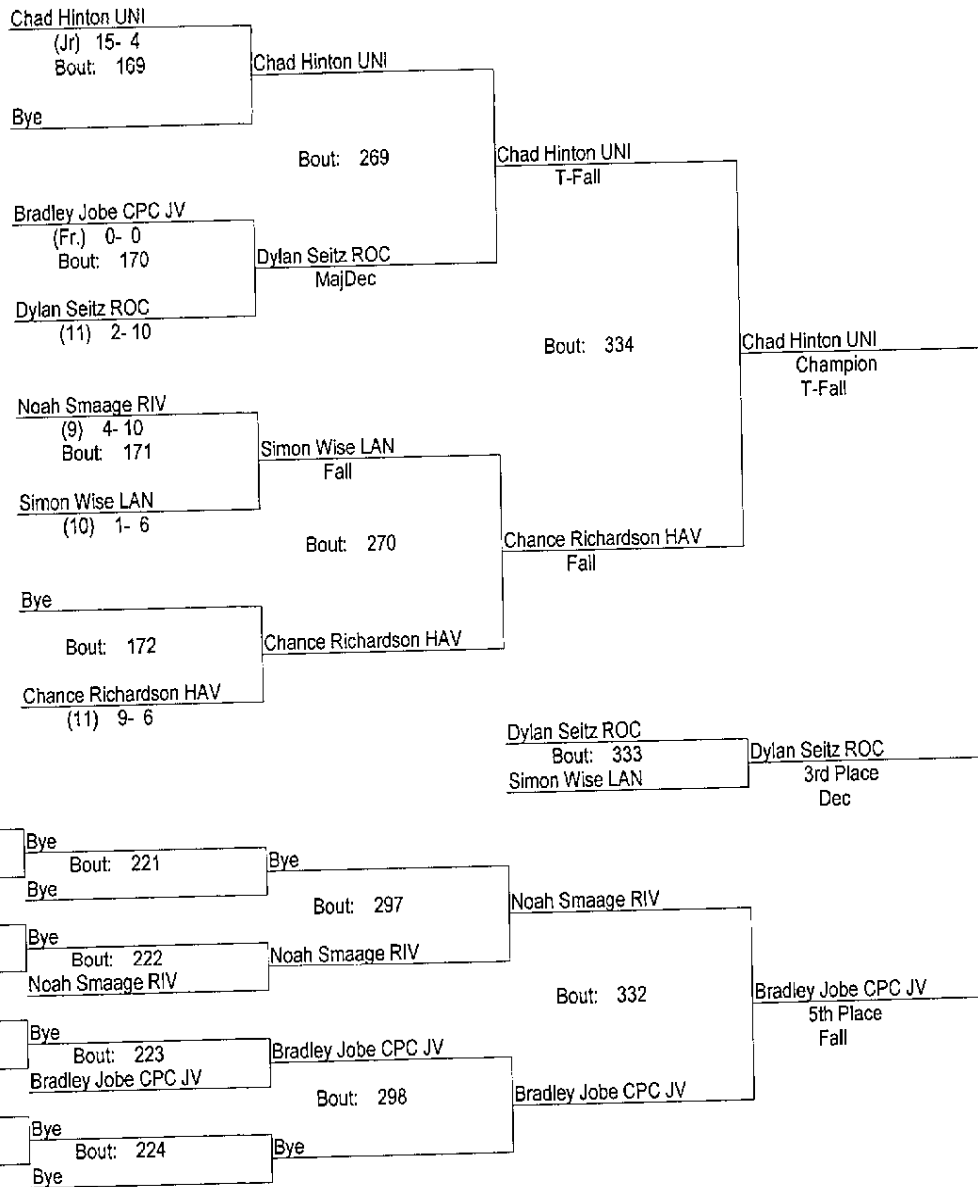 Chad Hinton UNI
(Jr) 15- 4
Bout: 169
Chad Hinton UNI
Bye
Bout: 269
Chad Hinton UNI
T-Fall
Bradley Jobe CPC JV
(Fr.) 0- 0
Bout: 170
Dylan Seitz ROC
MajDec
Dylan Seitz ROC
(11) 2- 10
Bout: 334
Chad Hinton UNI
Champion
T-Fall
Noah Smaage RIV
(9) 4- 10
Bout: 171
Simon Wise LAN
Fall
Simon Wise LAN
(10) 1- 6
Bout: 270
Chance Richardson HAV
Fall
Bye
Bout: 172
Chance Richardson HAV
Chance Richardson HAV
(11) 9- 6
Dylan Seitz ROC
Bout: 333
Simon Wise LAN
Dylan Seitz ROC
3rd Place
Dec
Bye
Bout: 221
Bye
Bye
Bout: 297
Noah Smaage RIV
Bye
Bout: 222
Noah Smaage RIV
Noah Smaage RIV
Bout: 332
Bradley Jobe CPC JV
5th Place
Fall
Bye
Bout: 223
Bradley Jobe CPC JV
Bradley Jobe CPC JV
Bout: 298
Bradley Jobe CPC JV
Bye
Bout: 224
Bye
Bye